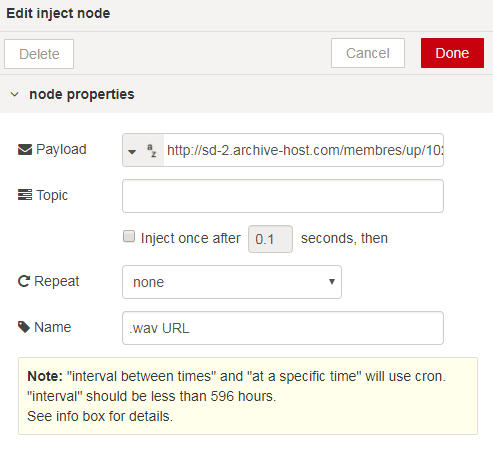 Edit inject node
Delete Cancel Done
node properties
Payload az http://sd-2.archive-host.com/membres/up/102
Topic
Inject once after 0.1 seconds, then
Repeat none
Name .wav URL
Note: "interval between times" and "at a specific time" will use cron.
"interval" should be less than 596 hours.
See info box for details.